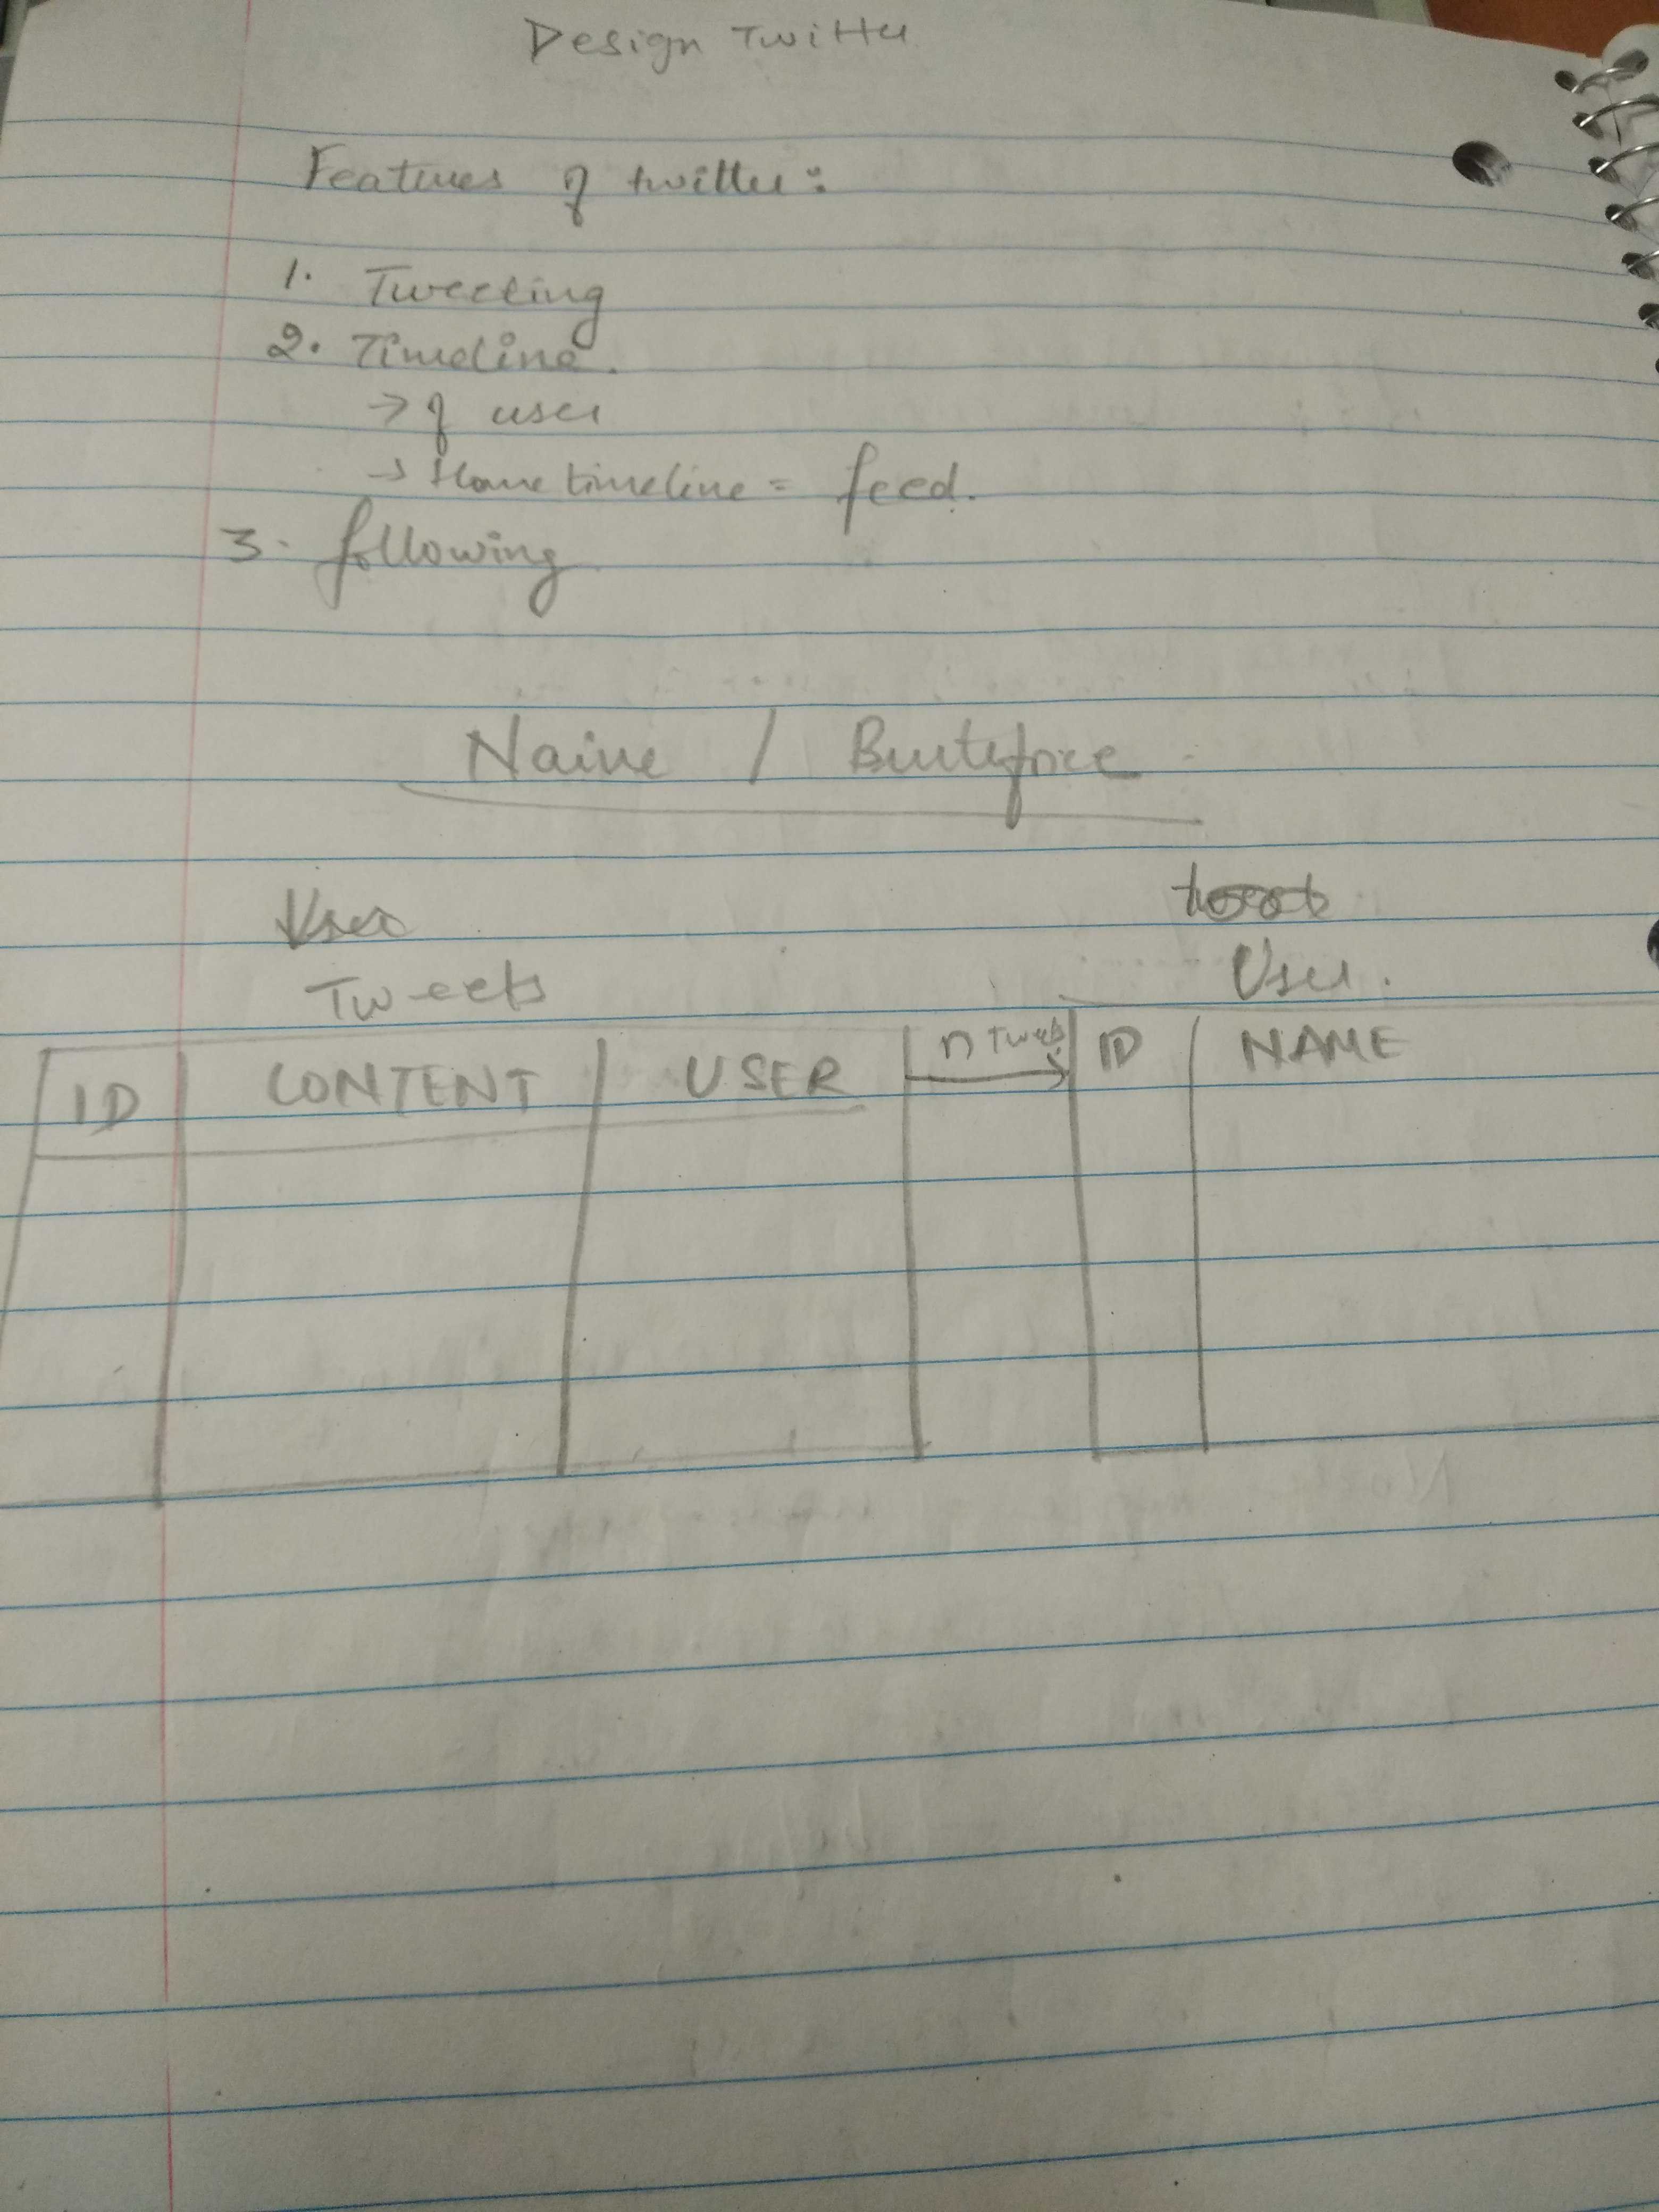 Design Twitter
Features of twitter:
1. Tweeting
2. Timeline.
→ of user
→ Home timeline = feed.
3. following
Naive / Bruteforce
User
Tweets
User.
ID CONTENT USER n Tweets ID NAME